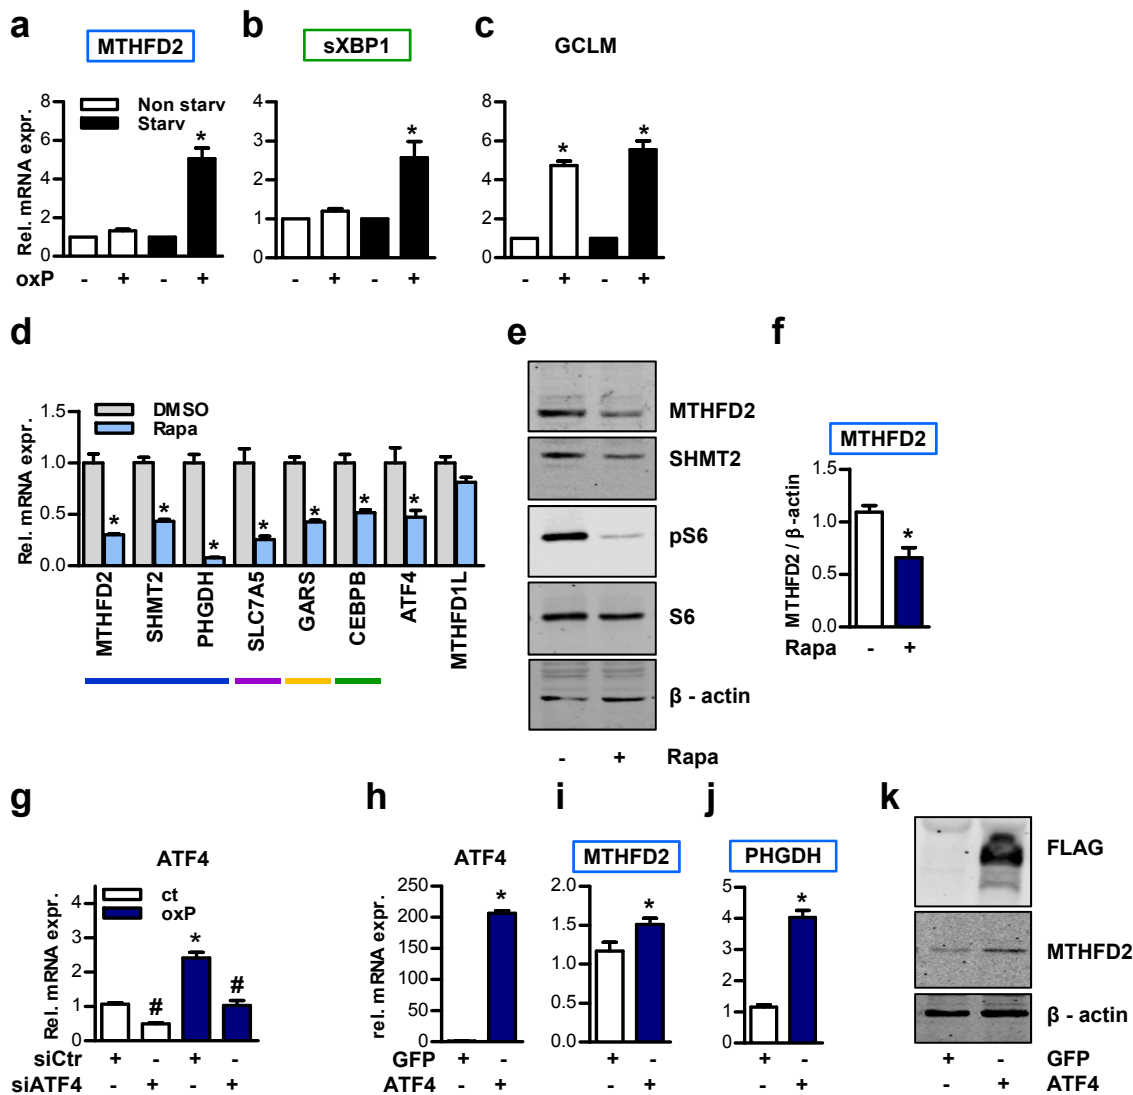 a
b
c
MTHFD2
sXBP1
GCLM
Rel. mRNA expr.
8
6
4
2
0
Non starv
Starv
*
4
3
2
1
0
*
8
6
4
2
0
*
*
oxP
- + - +
- + - +
- + - +
d
Rel. mRNA expr.
1.5
1.0
0.5
0.0
DMSO
Rapa
* * * * * * *
MTHFD2
SHMT2
PHGDH
SLC7A5
GARS
CEBPB
ATF4
MTHFD1L
e
MTHFD2
SHMT2
pS6
S6
β - actin
- + Rapa
f
MTHFD2
MTHFD2 / β-actin
1.5
1.0
0.5
0.0
*
Rapa - +
g
ATF4
Rel. mRNA expr.
4
3
2
1
0
ct
oxP
# * #
siCtr + - + -
siATF4 - + - +
h
ATF4
rel. mRNA expr.
250
200
150
100
50
0
*
GFP + -
ATF4 - +
i
MTHFD2
2.0
1.5
1.0
0.5
0.0
*
+ -
- +
j
PHGDH
5
4
3
2
1
0
*
+ -
- +
k
FLAG
MTHFD2
β - actin
+ - GFP
- + ATF4